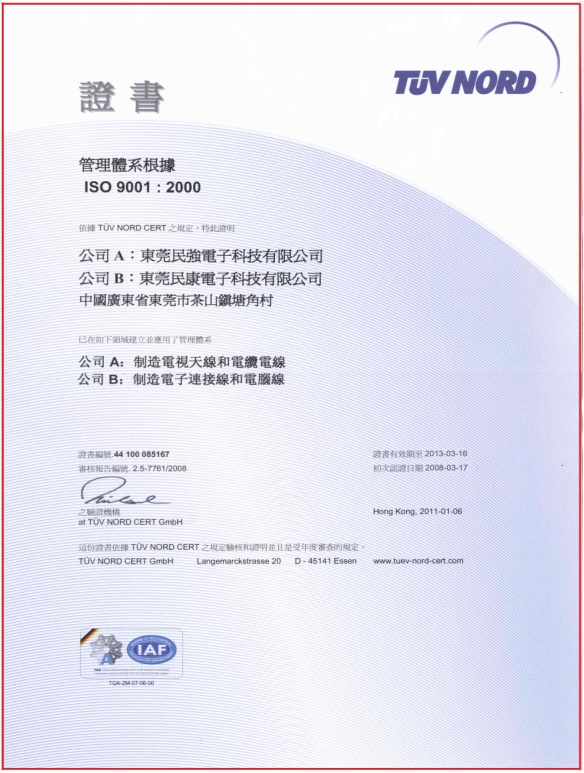 TÜV NORD
證書
管理體系根據
ISO 9001 : 2000
依據 TÜV NORD CERT 之規定，特此證明
公司 A：東莞民強電子科技有限公司
公司 B：東莞民康電子科技有限公司
中國廣東省東莞市茶山鎮塘角村
已在如下領域建立並應用了管理體系
公司 A：制造電視天線和電纜電線
公司 B：制造電子連接線和電腦線
證書編號.44 100 085167 證書有效期至 2013-03-16
審核報告編號. 2.5-7761/2008 初次認證日期 2008-03-17
之驗證機構
at TÜV NORD CERT GmbH Hong Kong, 2011-01-06
這份證書依據 TÜV NORD CERT 之規定驗核和證明並且是受年度審查的規定。
TÜV NORD CERT GmbH Langemarckstrasse 20 D - 45141 Essen www.tuev-nord-cert.com
IAF
TGA-ZM-07-06-00